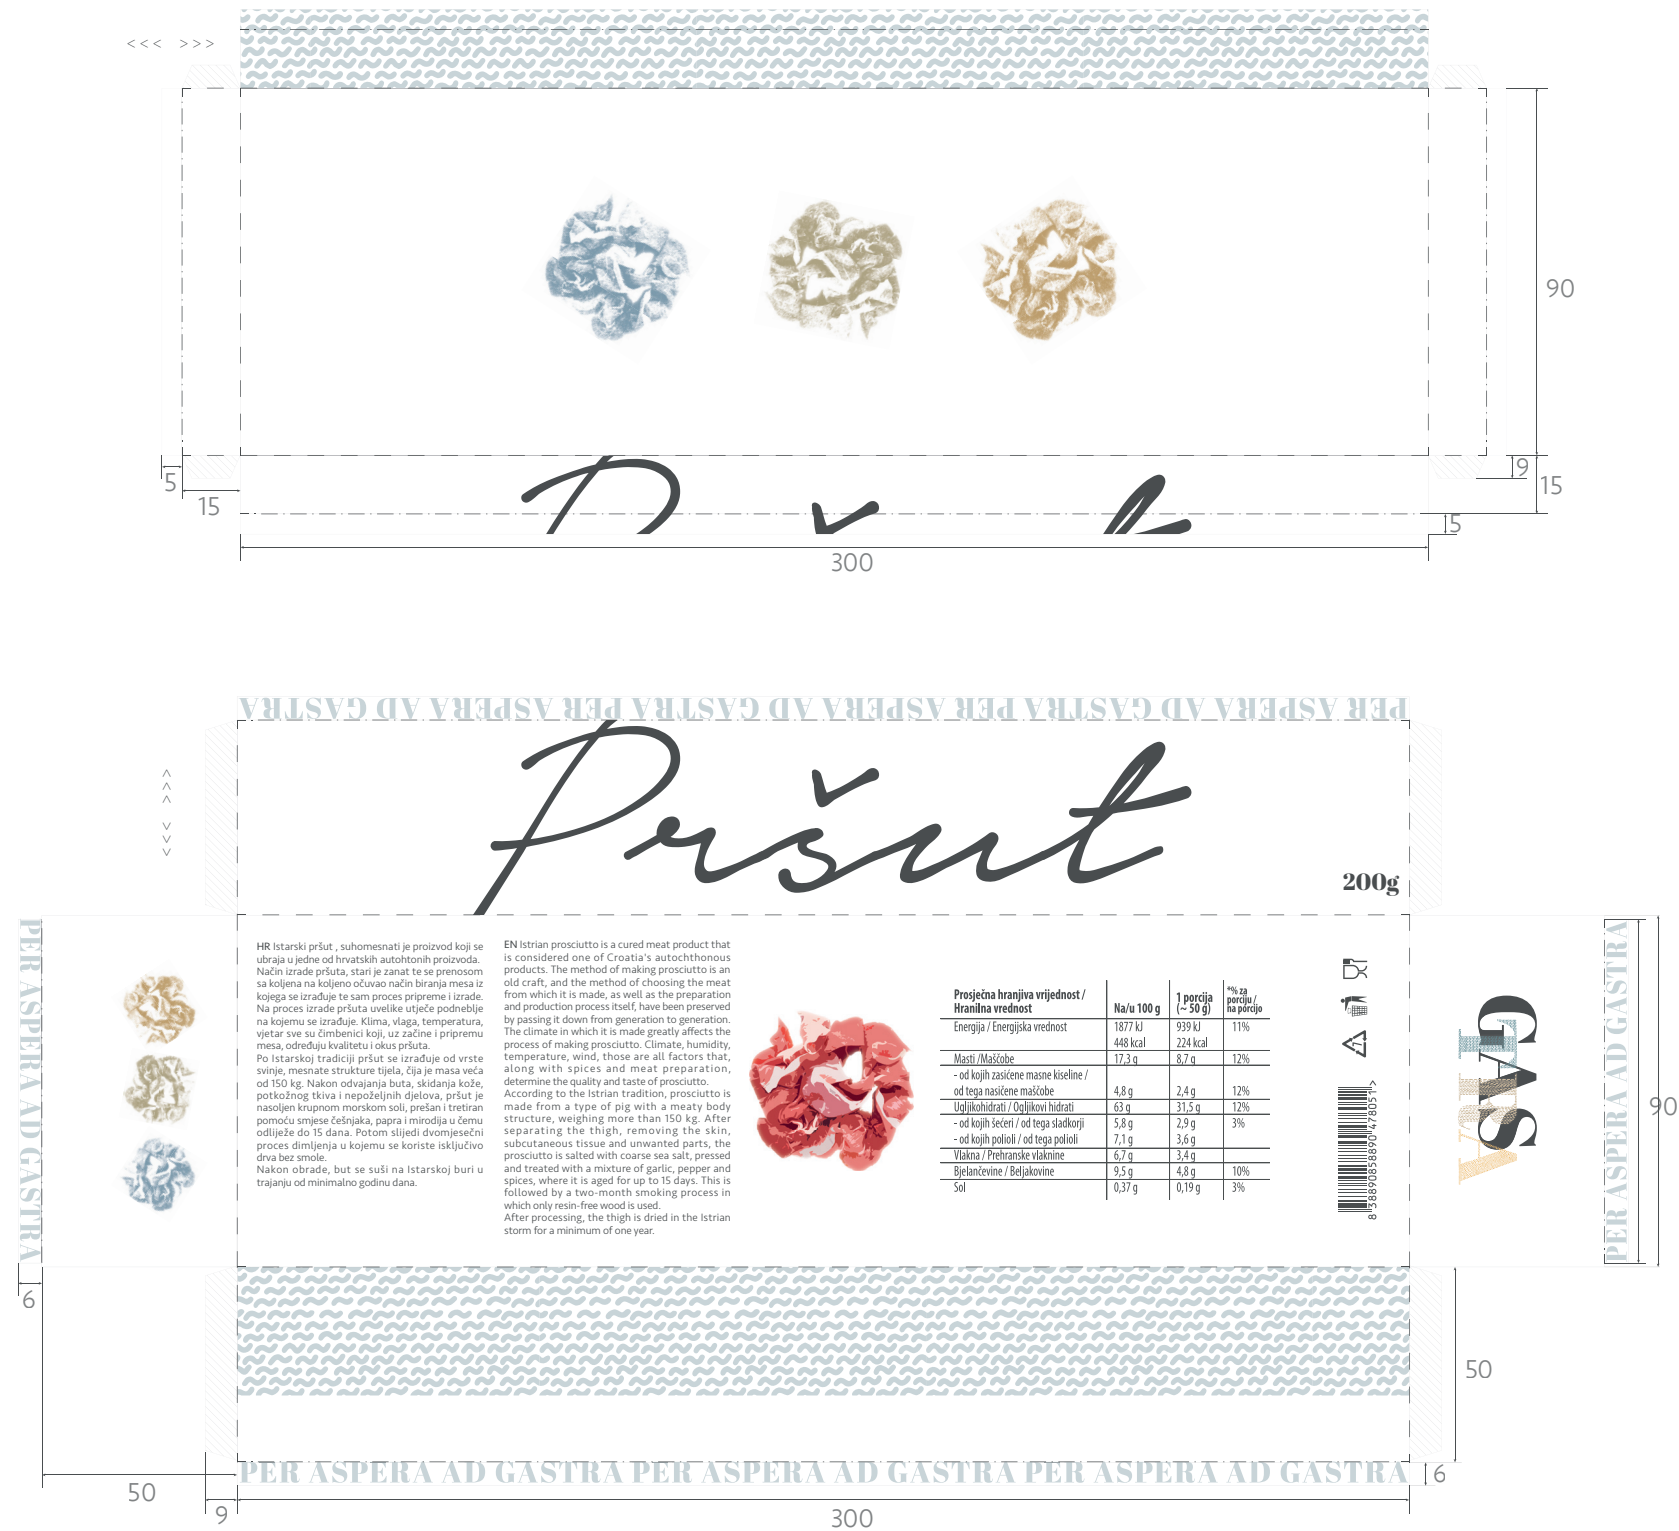 <<< >>>
90
5
15
9
15
5
300
PER ASPERA AD GASTRA PER ASPERA AD GASTRA PER ASPERA AD GASTRA
<<< >>>
Pršut
200g
PER ASPERA AD GASTRA
HR Istarski pršut , suhomesnati je proizvod koji se
ubraja u jedne od hrvatskih autohtonih proizvoda.
Način izrade pršuta, stari je zanat te se prenosom
sa koljena na koljeno očuvao način biranja mesa iz
kojega se izrađuje te sam proces pripreme i izrade.
Na proces izrade pršuta uvelike utječe podneblje
na kojemu se izrađuje. Klima, vlaga, temperatura,
vjetar sve su čimbenici koji, uz začine i pripremu
mesa, određuju kvalitetu i okus pršuta.
Po Istarskoj tradiciji pršut se izrađuje od vrste
svinje, mesnate strukture tijela, čija je masa veća
od 150 kg. Nakon odvajanja buta, skidanja kože,
potkožnog tkiva i nepoželjnih djelova, pršut je
nasoljen krupnom morskom soli, prešan i tretiran
pomoću smjese češnjaka, papra i mirodija u čemu
odliježe do 15 dana. Potom slijedi dvomjesečni
proces dimljenja u kojemu se koriste isključivo
drva bez smole.
Nakon obrade, but se suši na Istarskoj buri u
trajanju od minimalno godinu dana.
EN Istrian prosciutto is a cured meat product that
is considered one of Croatia's autochthonous
products. The method of making prosciutto is an
old craft, and the method of choosing the meat
from which it is made, as well as the preparation
and production process itself, have been preserved
by passing it down from generation to generation.
The climate in which it is made greatly affects the
process of making prosciutto. Climate, humidity,
temperature, wind, those are all factors that,
along with spices and meat preparation,
determine the quality and taste of prosciutto.
According to the Istrian tradition, prosciutto is
made from a type of pig with a meaty body
structure, weighing more than 150 kg. After
separating the thigh, removing the skin,
subcutaneous tissue and unwanted parts, the
prosciutto is salted with coarse sea salt, pressed
and treated with a mixture of garlic, pepper and
spices, where it is aged for up to 15 days. This is
followed by a two-month smoking process in
which only resin-free wood is used.
After processing, the thigh is dried in the Istrian
storm for a minimum of one year.
Prosječna hranjiva vrijednost /
Hranilna vrednost
Na/u 100 g
1 porcija
(~ 50 g)
*% za
porciju /
na porcijo
Energija / Energijska vrednost 1877 kJ 939 kJ 11%
448 kcal 224 kcal
Masti /Maščobe 17,3 g 8,7 g 12%
- od kojih zasićene masne kiseline /
od tega nasičene maščobe 4,8 g 2,4 g 12%
Ugljikohidrati / Ogljikovi hidrati 63 g 31,5 g 12%
- od kojih šećeri / od tega sladkorji 5,8 g 2,9 g 3%
- od kojih polioli / od tega polioli 7,1 g 3,6 g
Vlakna / Prehranske vlaknine 6,7 g 3,4 g
Bjelančevine / Beljakovine 9,5 g 4,8 g 10%
Sol 0,37 g 0,19 g 3%
8 388908 588904 78051 >
GAS
PER ASPERA AD GASTRA
90
6
50
PER ASPERA AD GASTRA PER ASPERA AD GASTRA PER ASPERA AD GASTRA
6
50
9
300